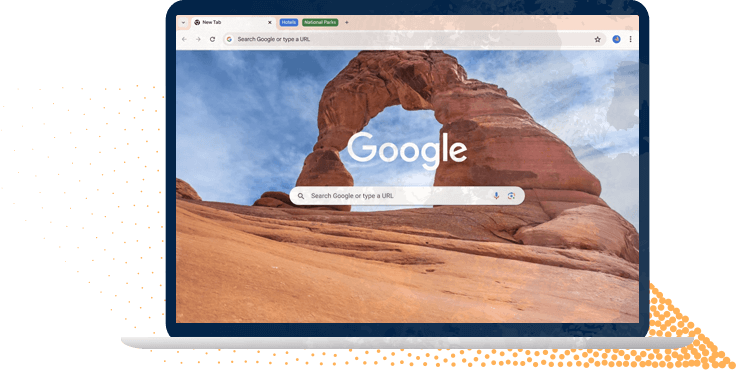 New Tab
Hotels
National Parks
Search Google or type a URL
Google
Search Google or type a URL